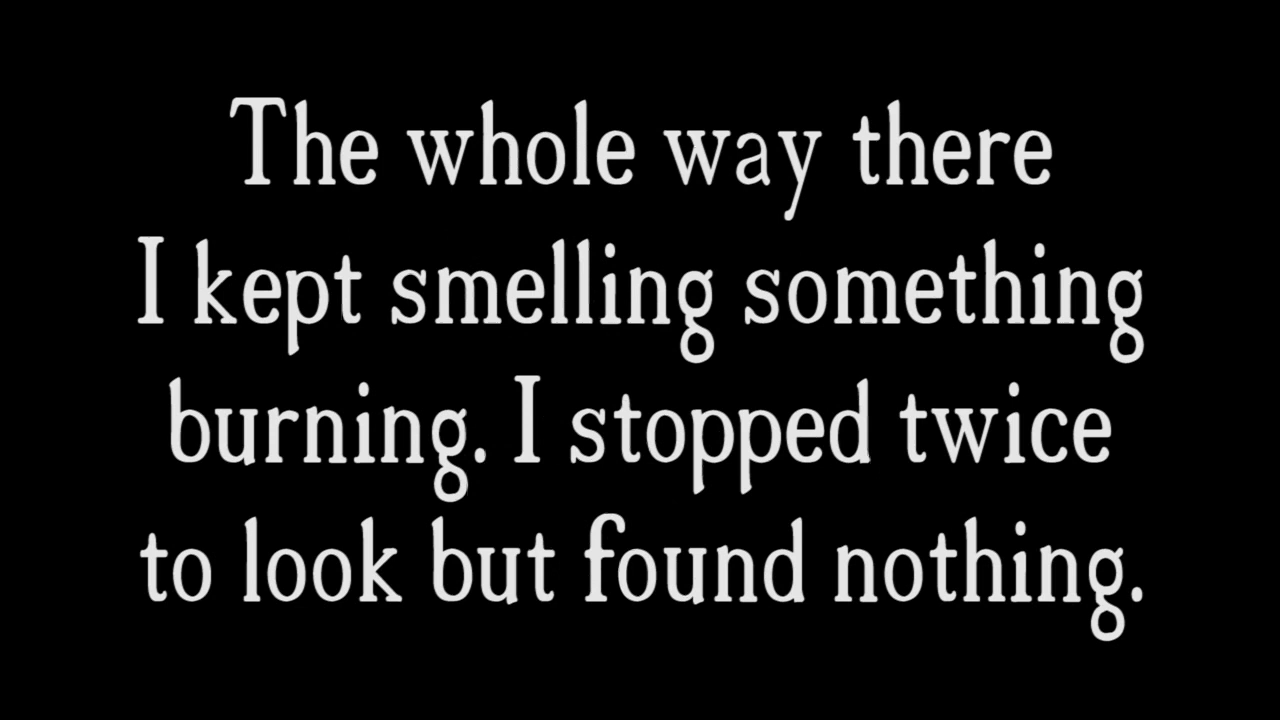 The whole way there
I kept smelling something
burning. I stopped twice
to look but found nothing.